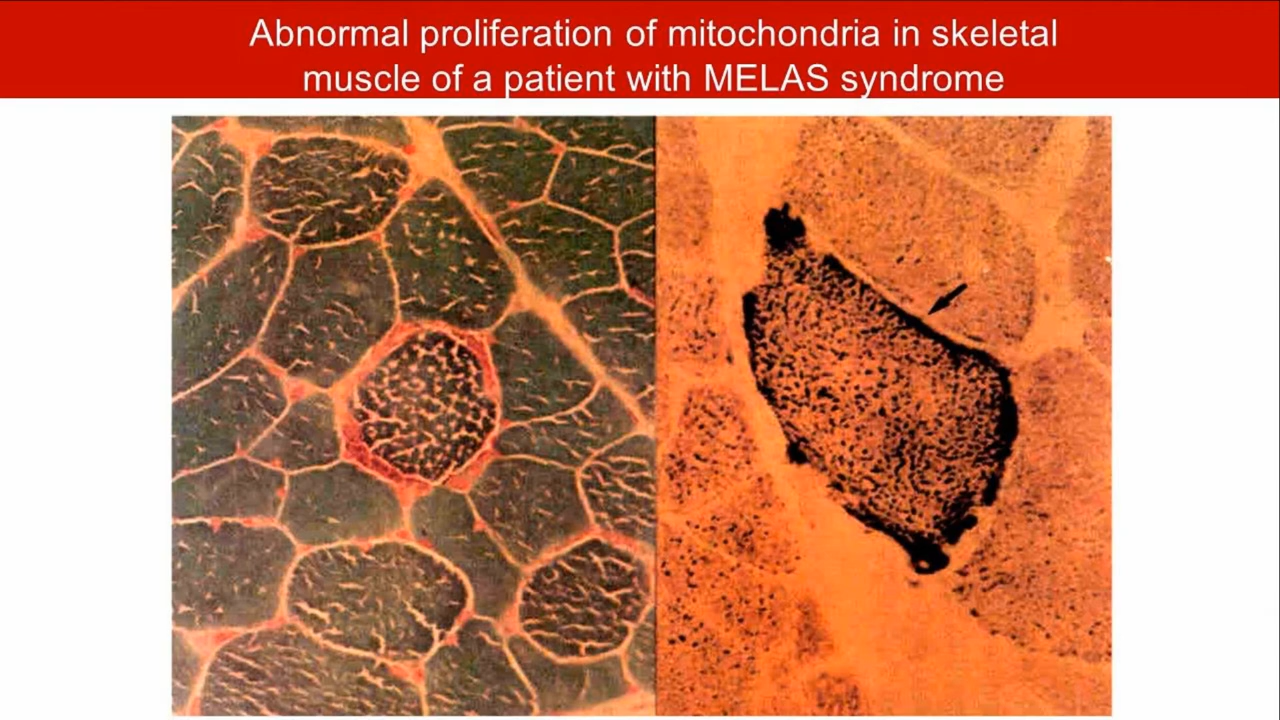 Abnormal proliferation of mitochondria in skeletal
muscle of a patient with MELAS syndrome